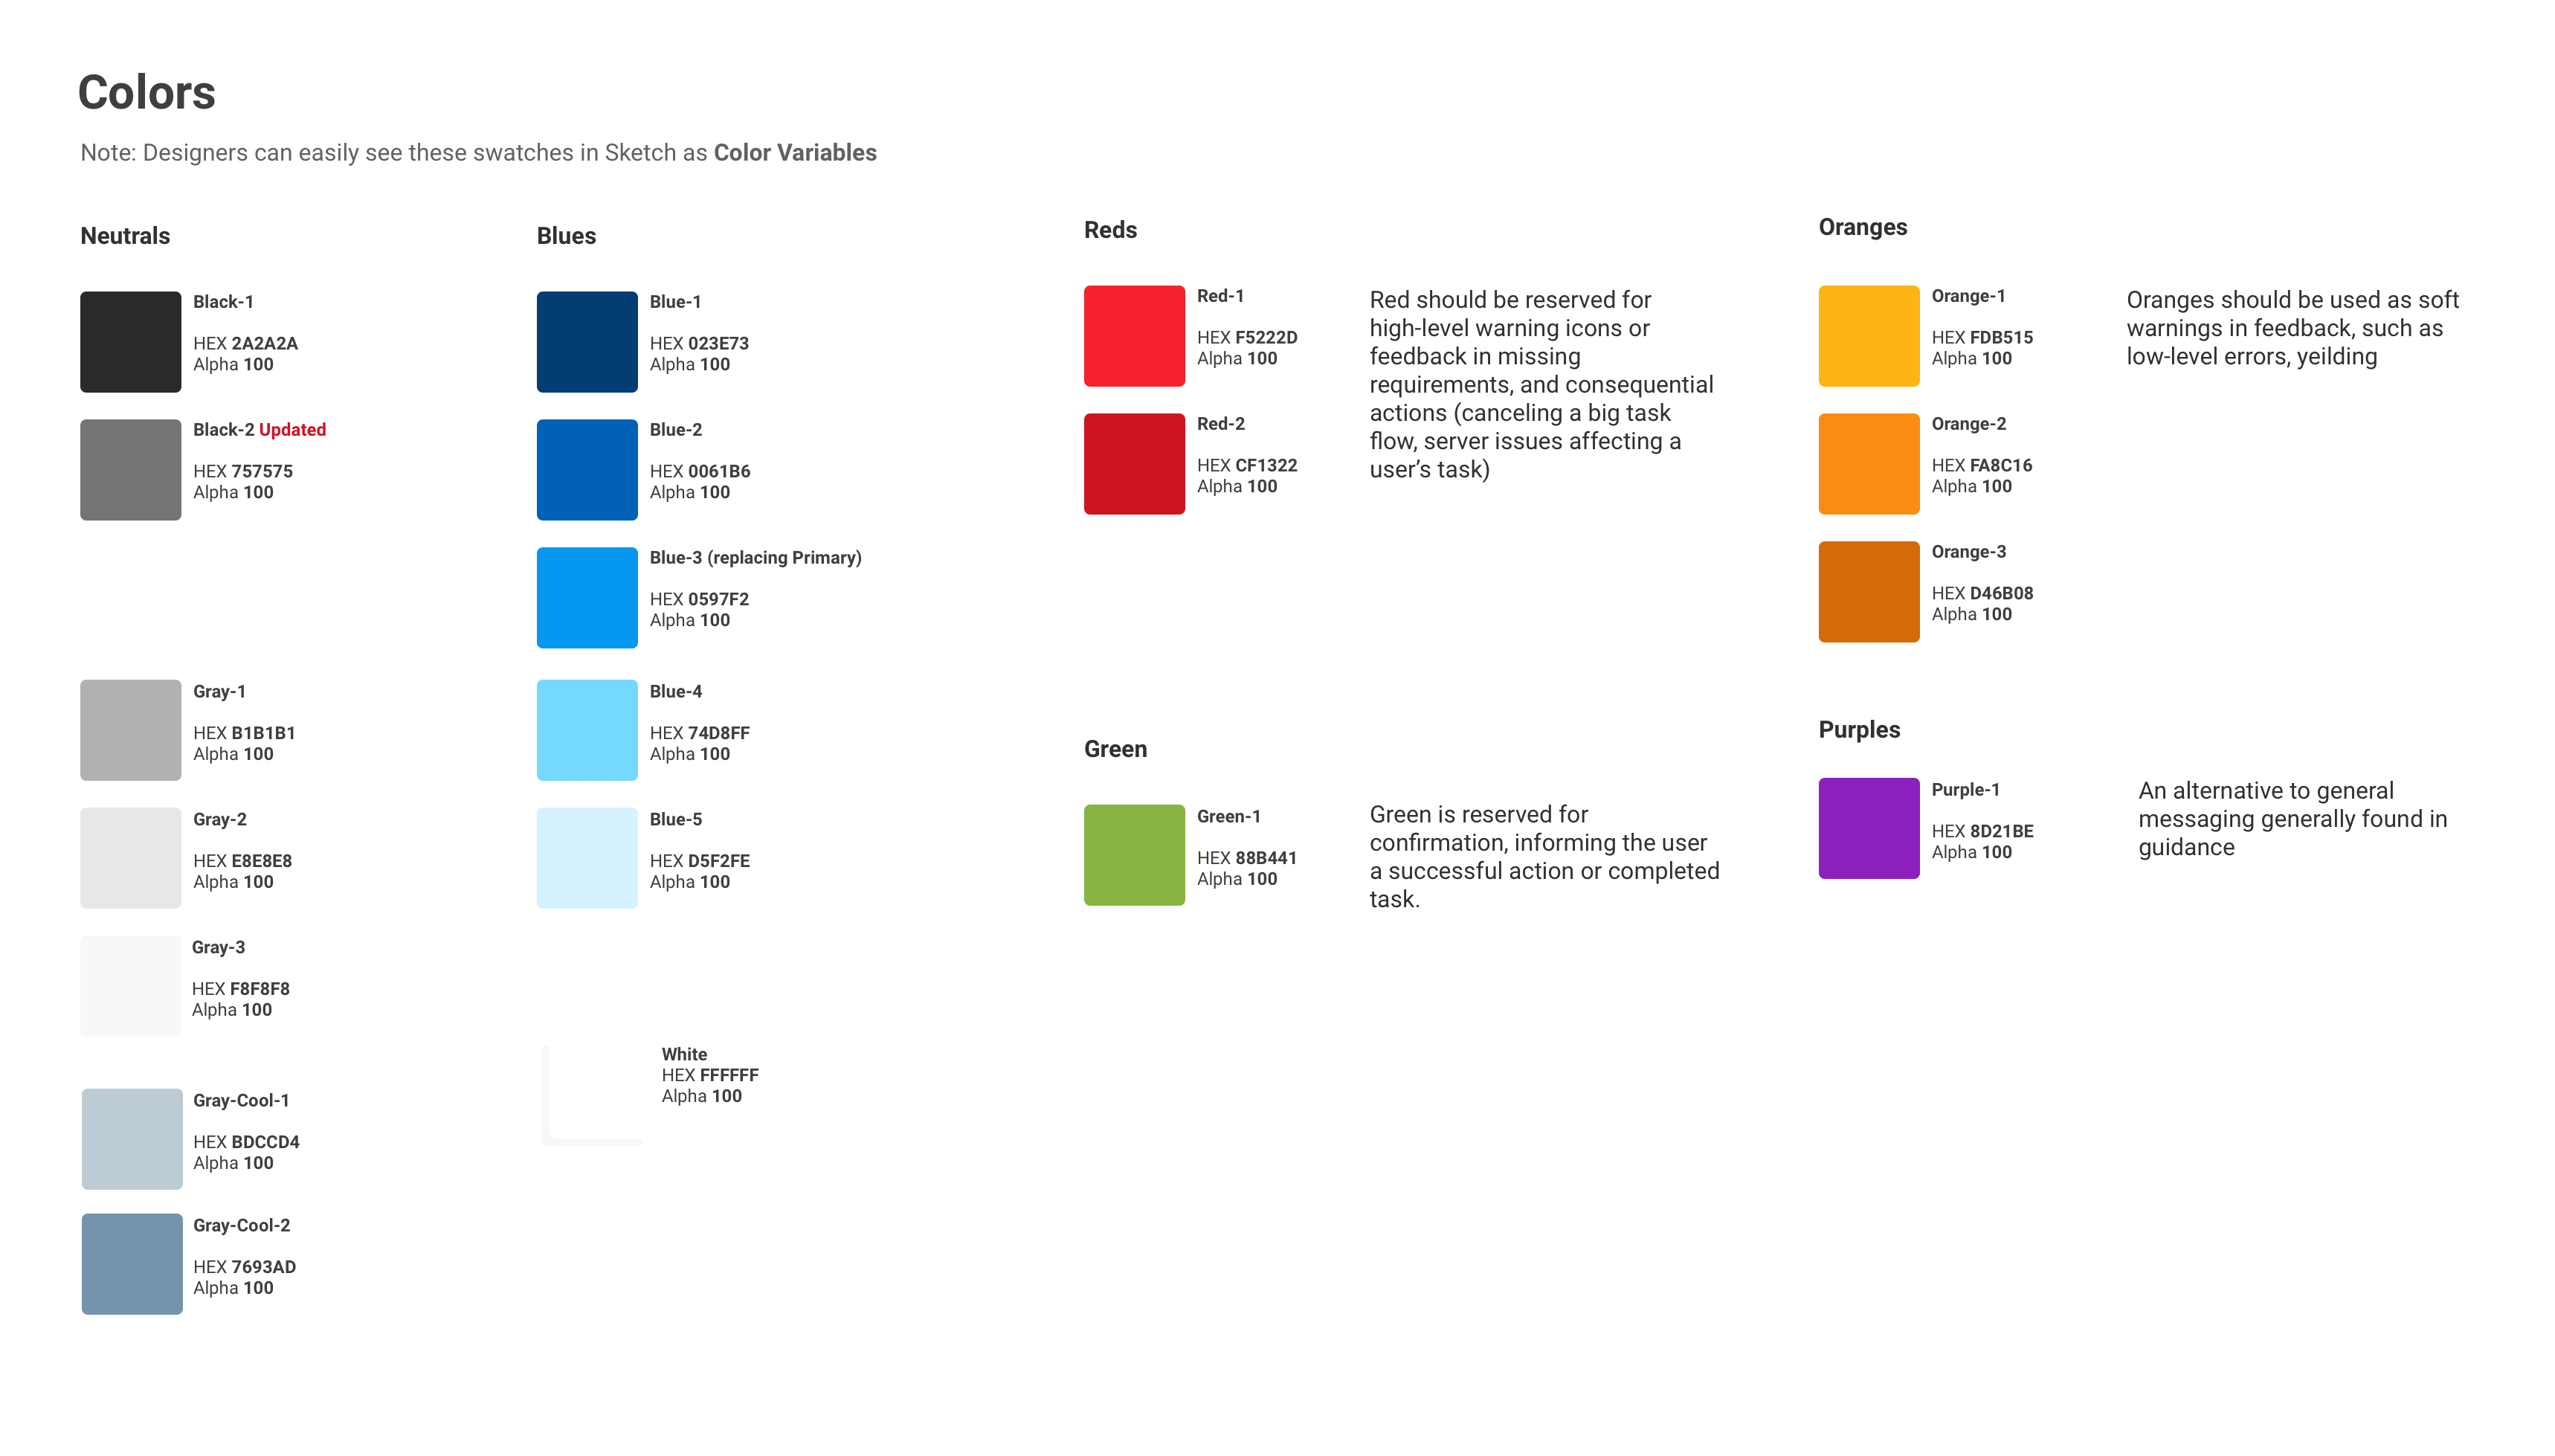 Colors
Note: Designers can easily see these swatches in Sketch as Color Variables
Neutrals
Black-1
HEX 2A2A2A
Alpha 100
Black-2 Updated
HEX 757575
Alpha 100
Gray-1
HEX B1B1B1
Alpha 100
Gray-2
HEX E8E8E8
Alpha 100
Gray-3
HEX F8F8F8
Alpha 100
Gray-Cool-1
HEX BDCCD4
Alpha 100
Gray-Cool-2
HEX 7693AD
Alpha 100
Blues
Blue-1
HEX 023E73
Alpha 100
Blue-2
HEX 0061B6
Alpha 100
Blue-3 (replacing Primary)
HEX 0597F2
Alpha 100
Blue-4
HEX 74D8FF
Alpha 100
Blue-5
HEX D5F2FE
Alpha 100
White
HEX FFFFFF
Alpha 100
Reds
Red-1
HEX F5222D
Alpha 100
Red-2
HEX CF1322
Alpha 100
Red should be reserved for
high-level warning icons or
feedback in missing
requirements, and consequential
actions (canceling a big task
flow, server issues affecting a
user’s task)
Green
Green-1
HEX 88B441
Alpha 100
Green is reserved for
confirmation, informing the user
a successful action or completed
task.
Oranges
Orange-1
HEX FDB515
Alpha 100
Orange-2
HEX FA8C16
Alpha 100
Orange-3
HEX D46B08
Alpha 100
Oranges should be used as soft
warnings in feedback, such as
low-level errors, yeilding
Purples
Purple-1
HEX 8D21BE
Alpha 100
An alternative to general
messaging generally found in
guidance